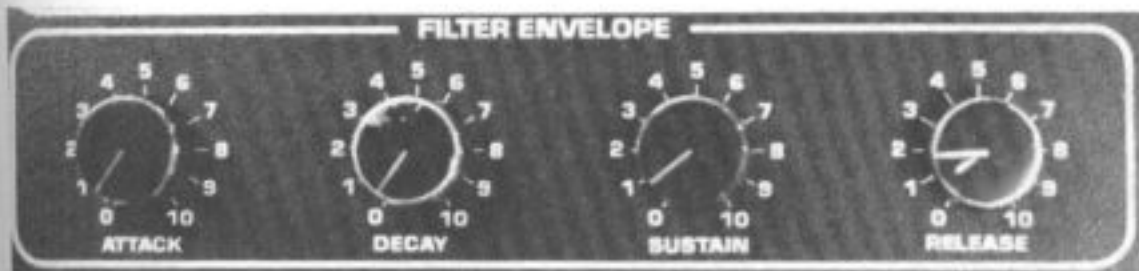 FILTER ENVELOPE
0 1 2 3 4 5 6 7 8 9 10
ATTACK
0 1 2 3 4 5 6 7 8 9 10
DECAY
0 1 2 3 4 5 6 7 8 9 10
SUSTAIN
0 1 2 3 4 5 6 7 8 9 10
RELEASE